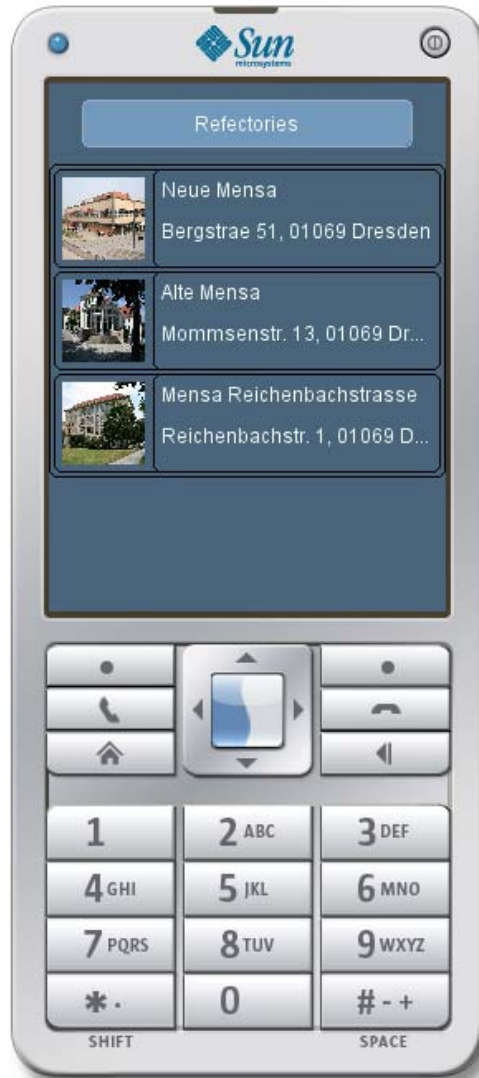 Sun
microsystems
Refectories
Neue Mensa
Bergstrae 51, 01069 Dresden
Alte Mensa
Mommsenstr. 13, 01069 Dr...
Mensa Reichenbachstrasse
Reichenbachstr. 1, 01069 D...
1
2 ABC
3 DEF
4 GHI
5 JKL
6 MNO
7 PQRS
8 TUV
9 WXYZ
* .
0
# - +
SHIFT
SPACE